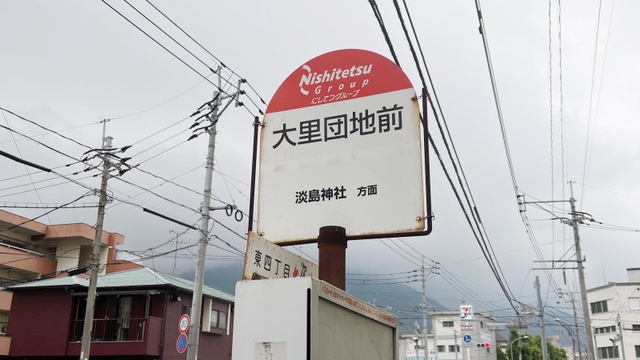 Nishitetsu
Group
にしてつグループ
大里団地前
淡島神社 方面
東四丁目